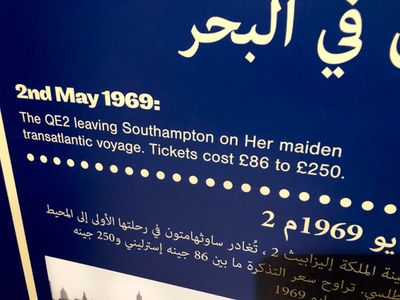 في البحر
2nd May 1969:
The QE2 leaving Southampton on Her maiden
transatlantic voyage. Tickets cost £86 to £250.
يو 1969م 2
الملكة إليزابيث 2 ، تُغادر ساوثهامتون في رحلتها الأولى إلى المحيط
تراوح سعر التذكرة ما بين 86 جنيه إسترليني و250 جنيه
1969